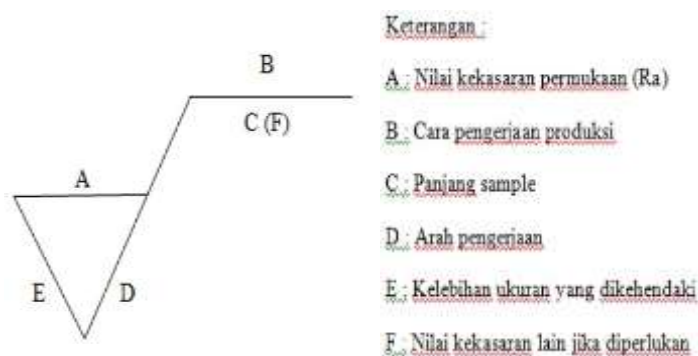 B
C (F)
A
E
D
Keterangan :
A : Nilai kekasaran permukaan (Ra)
B : Cara pengerjaan produksi
C : Panjang sample
D : Arah pengerjaan
E : Kelebihan ukuran yang dikehendaki
F : Nilai kekasaran lain jika diperlukan